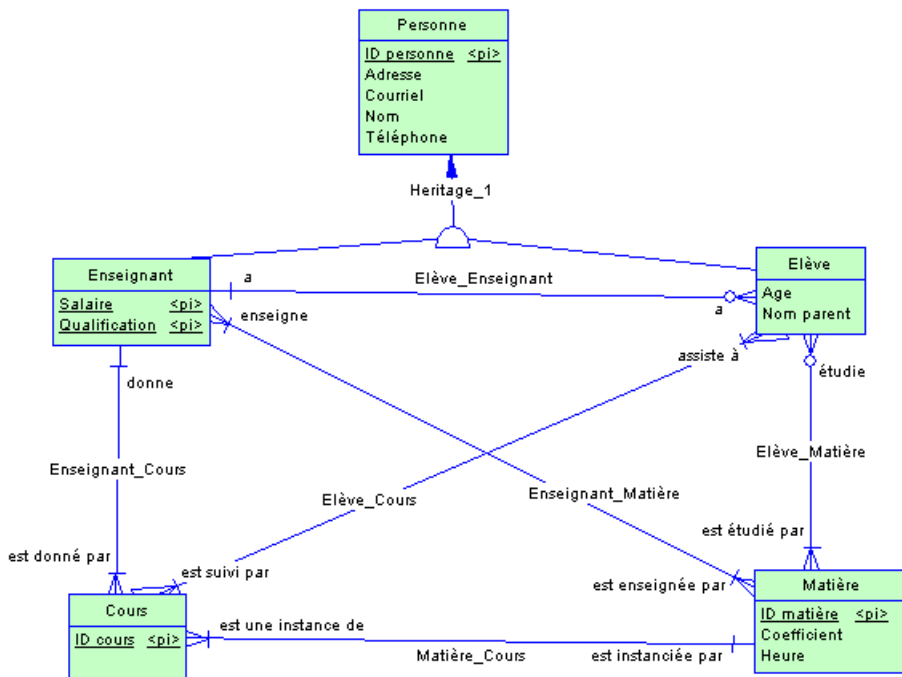 Personne
ID personne <pi>
Adresse
Courriel
Nom
Téléphone
Heritage_1
Enseignant
Salaire <pi>
Qualification <pi>
a
Elève_Enseignant
a
Elève
Age
Nom parent
enseigne
assiste à
étudie
donne
Enseignant_Cours
Elève_Cours
Enseignant_Matière
Elève_Matière
est donné par
est suivi par
est enseignée par
est étudié par
Cours
ID cours <pi>
est une instance de
Matière_Cours
est instanciée par
Matière
ID matière <pi>
Coefficient
Heure